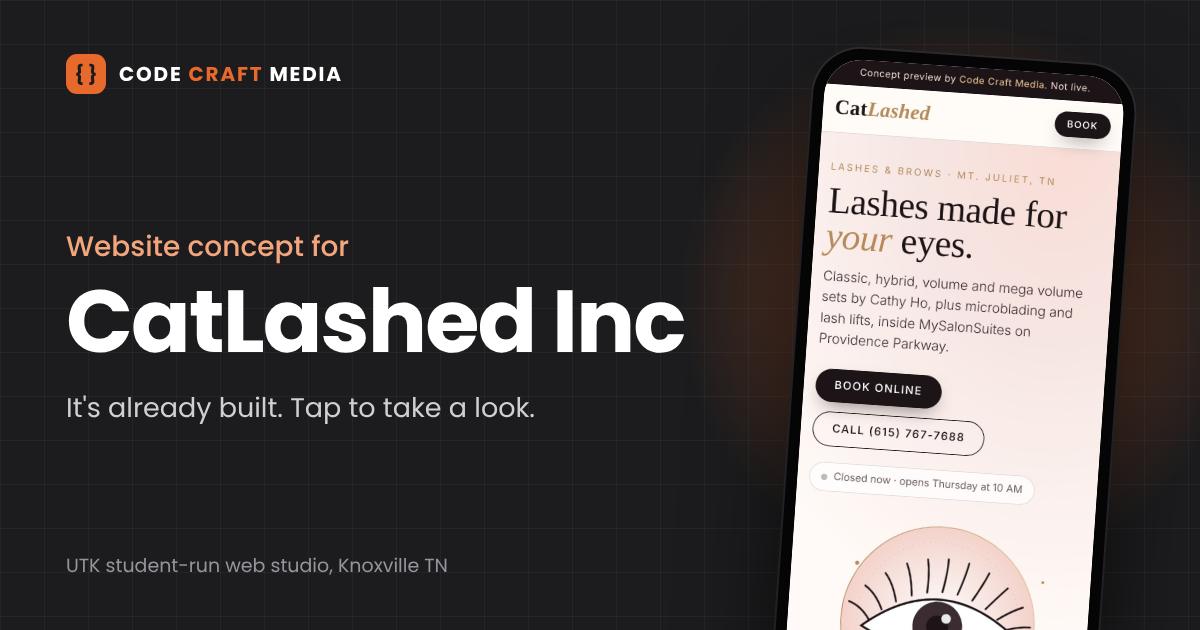 { } CODE CRAFT MEDIA
Website concept for
CatLashed Inc
It's already built. Tap to take a look.
UTK student-run web studio, Knoxville TN
Concept preview by Code Craft Media. Not live.
CatLashed
BOOK
LASHES & BROWS · MT. JULIET, TN
Lashes made for
your eyes.
Classic, hybrid, volume and mega volume
sets by Cathy Ho, plus microblading and
lash lifts, inside MySalonSuites on
Providence Parkway.
BOOK ONLINE
CALL (615) 767-7688
Closed now · opens Thursday at 10 AM